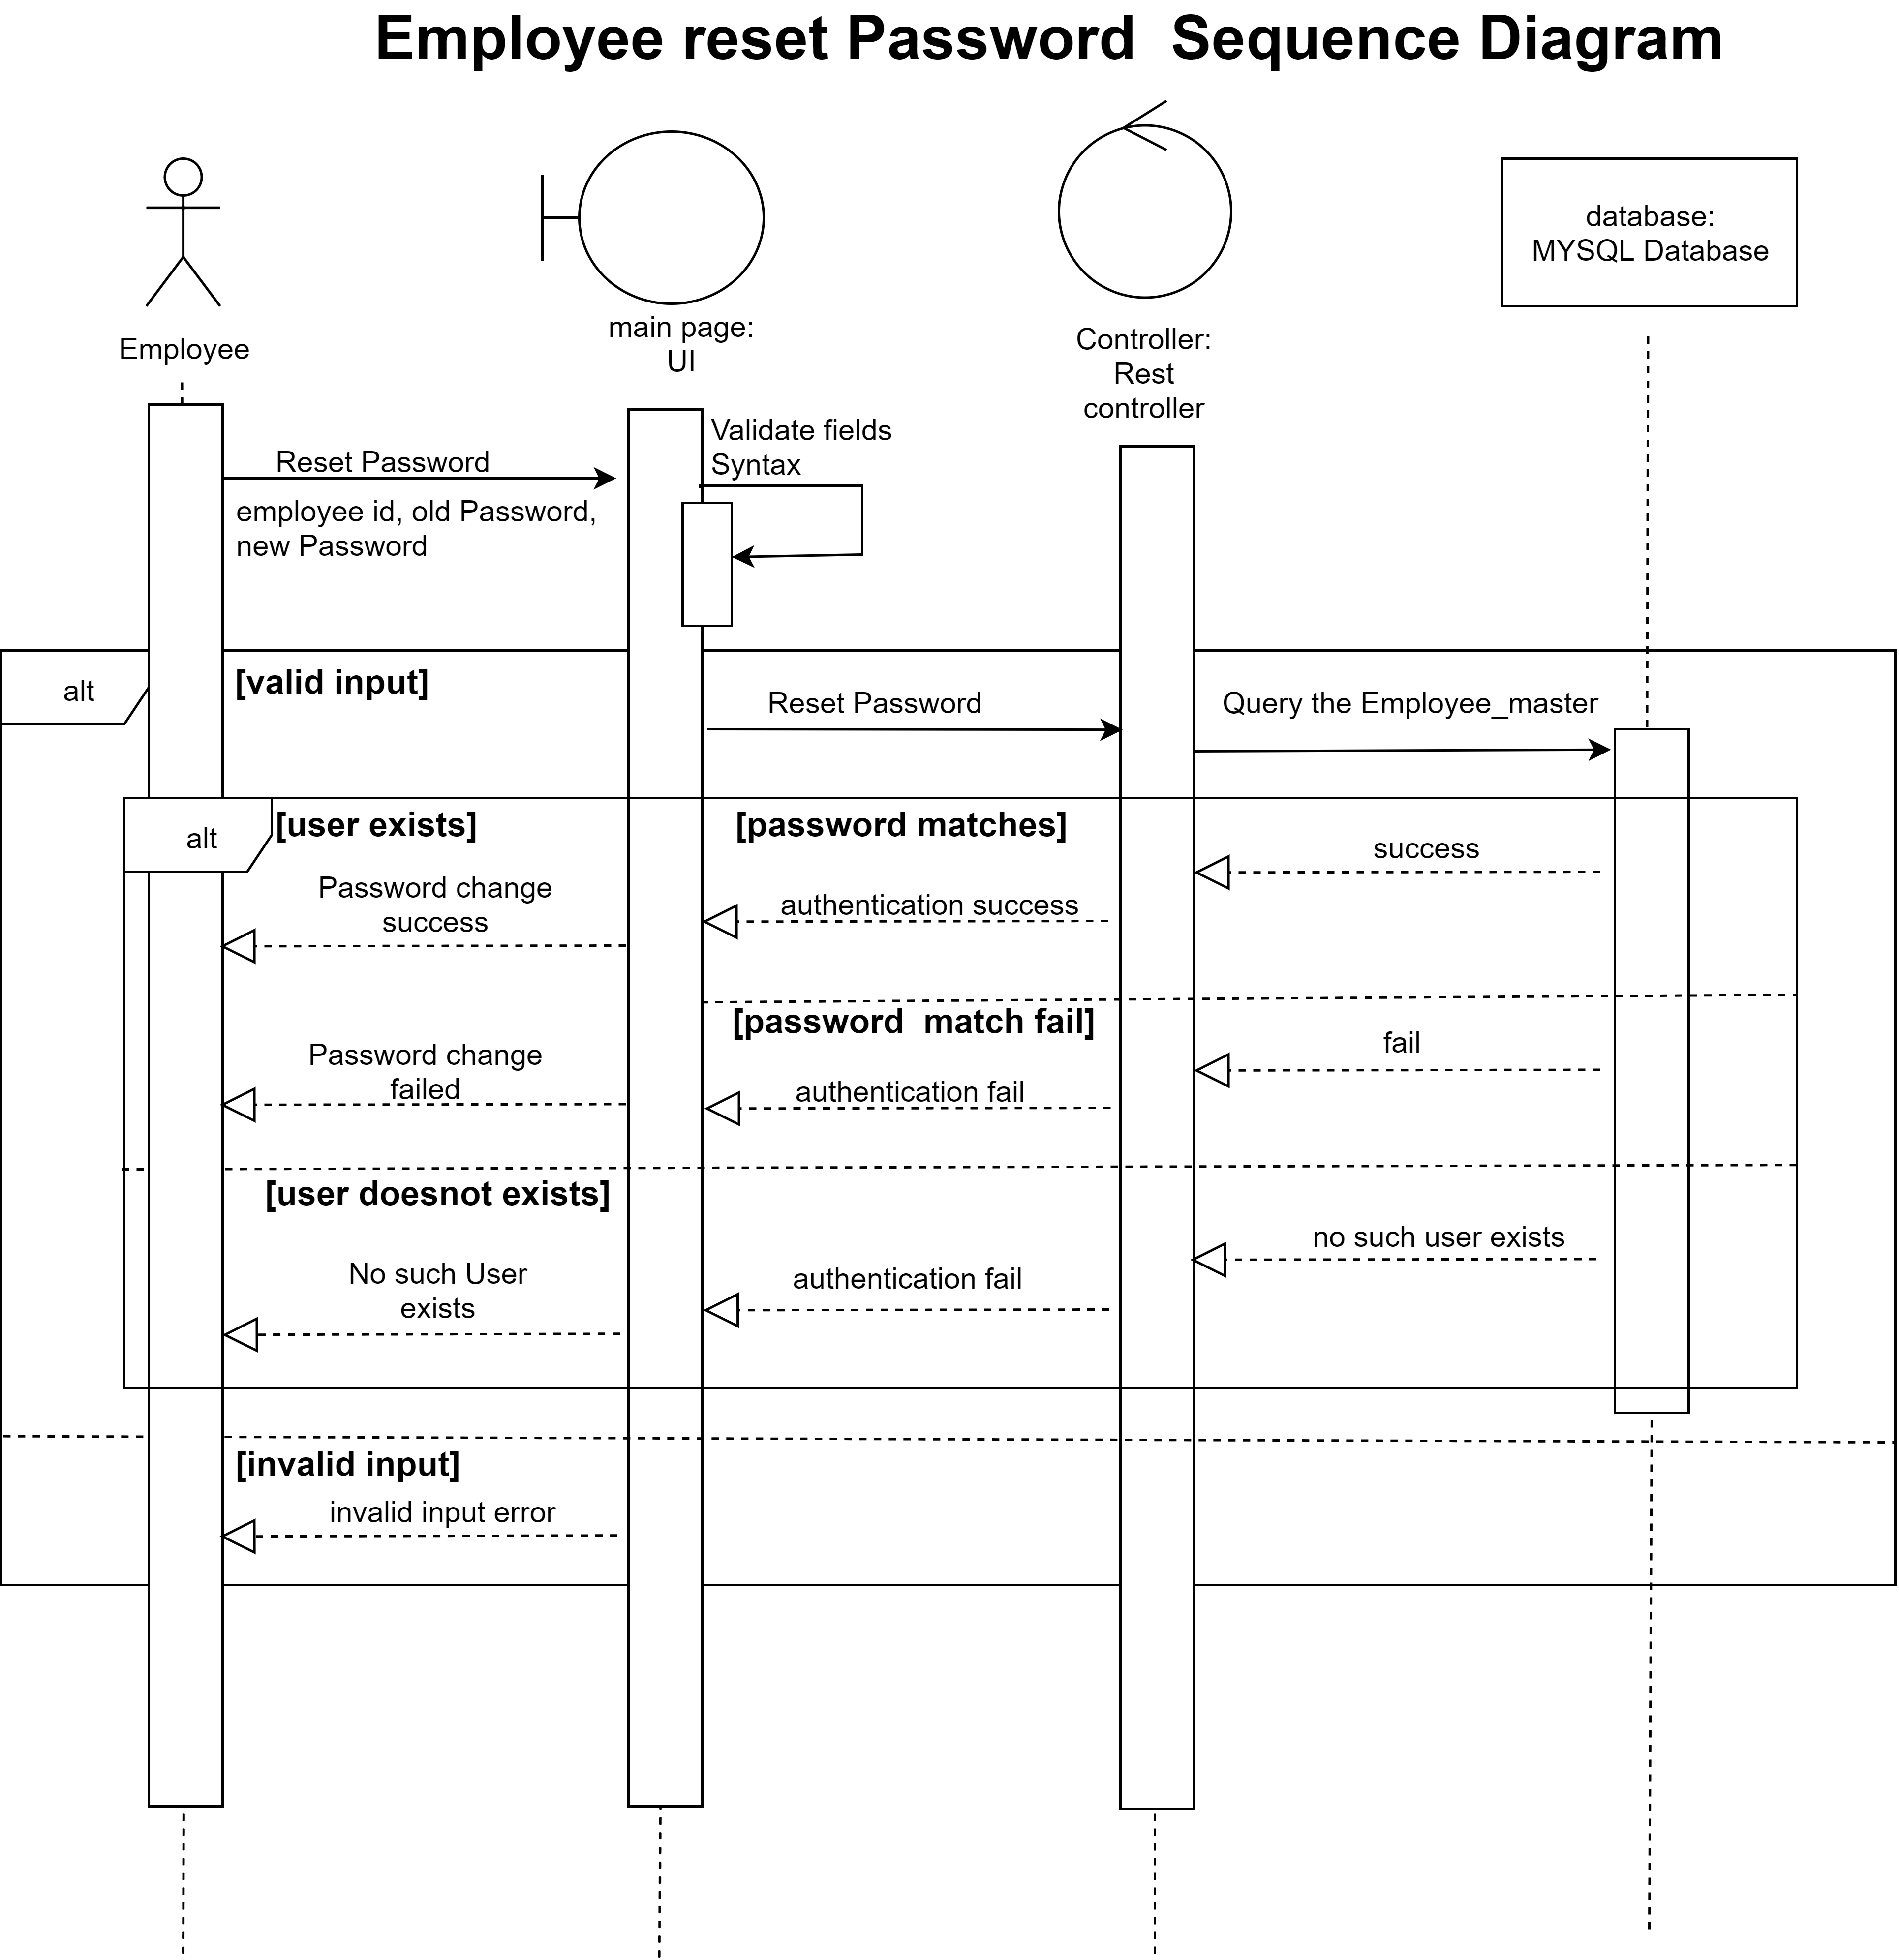 Employee reset Password  Sequence Diagram
Employee
main page:
UI
Controller:
Rest
controller
database:
MYSQL Database
Reset Password
employee id, old Password,
new Password
Validate fields
Syntax
alt
[valid input]
Reset Password
Query the Employee_master
alt
[user exists]
[password matches]
success
authentication success
Password change
success
[password  match fail]
fail
authentication fail
Password change
failed
[user doesnot exists]
no such user exists
authentication fail
No such User
exists
[invalid input]
invalid input error